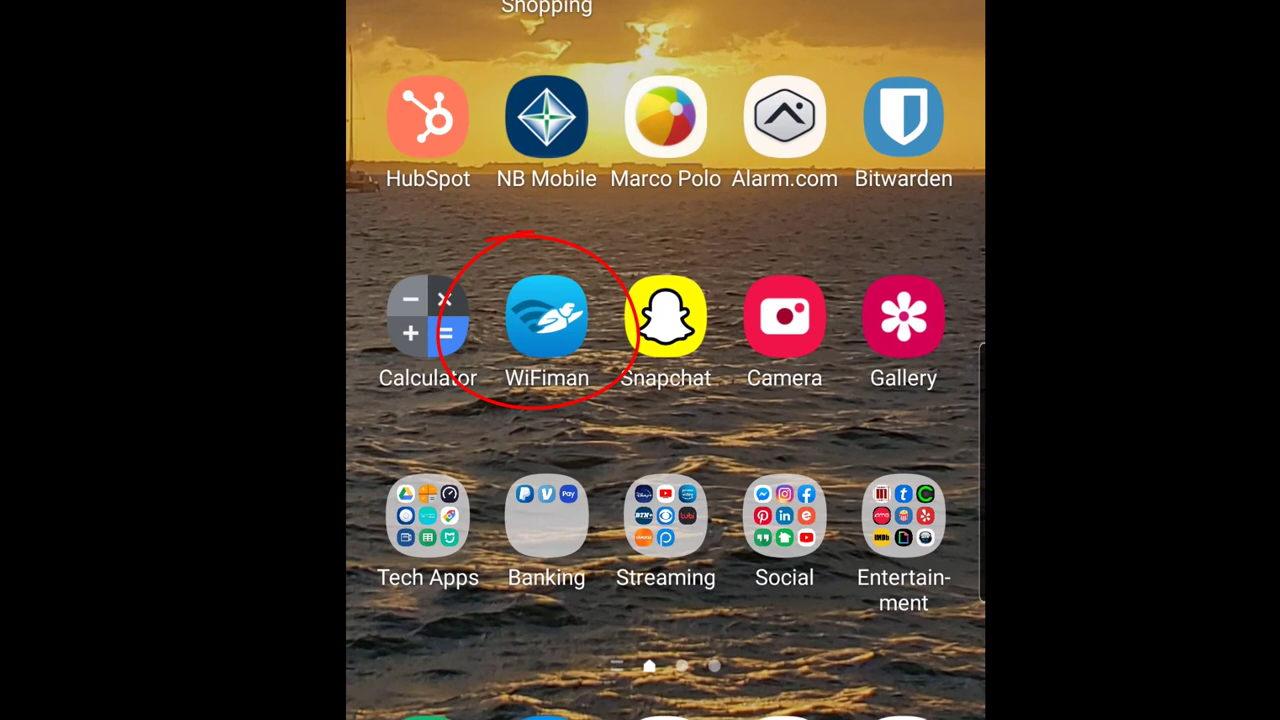 Shopping
HubSpot NB Mobile Marco Polo Alarm.com Bitwarden
Calculator WiFiman Snapchat Camera Gallery
Tech Apps Banking Streaming Social Entertain-
ment